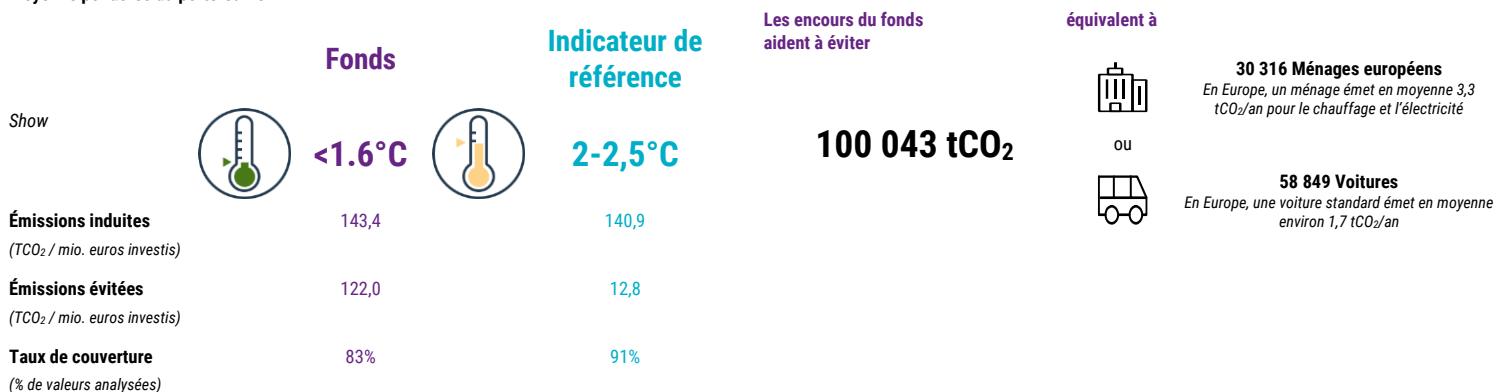 Fonds
Indicateur de
référence
Show
<1.6°C
2-2,5°C
Émissions induites
143,4
140,9
(TCO₂ / mio. euros investis)
Émissions évitées
122,0
12,8
(TCO₂ / mio. euros investis)
Taux de couverture
83%
91%
(% de valeurs analysées)
Les encours du fonds
aident à éviter
100 043 tCO₂
équivalent à
30 316 Ménages européens
En Europe, un ménage émet en moyenne 3,3
tCO₂/an pour le chauffage et l'électricité
ou
58 849 Voitures
En Europe, une voiture standard émet en moyenne
environ 1,7 tCO₂/an